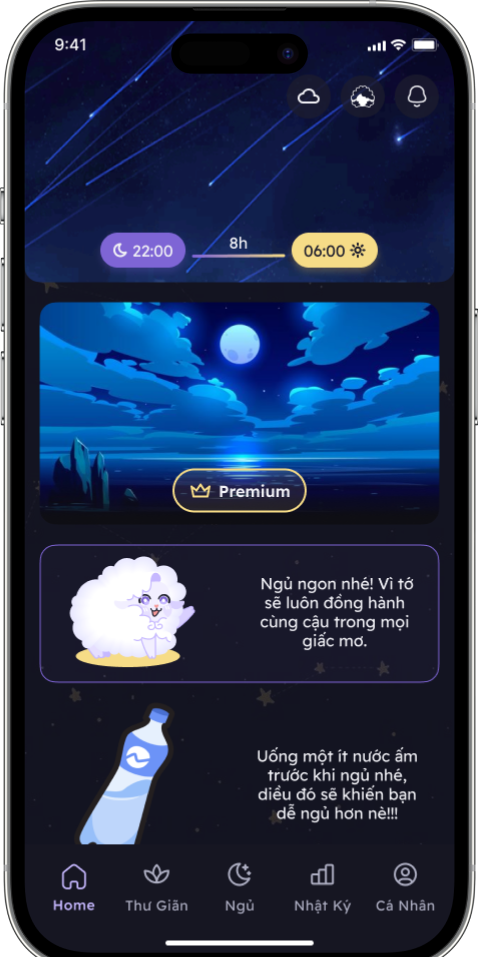 9:41
22:00
8h
06:00
Premium
Ngủ ngon nhé! Vì tớ
sẽ luôn đồng hành
cùng cậu trong mọi
giấc mơ.
Uống một ít nước ấm
trước khi ngủ nhé,
điều đó sẽ khiến bạn
dễ ngủ hơn nè!!!
Home
Thư Giãn
Ngủ
Nhật Ký
Cá Nhân